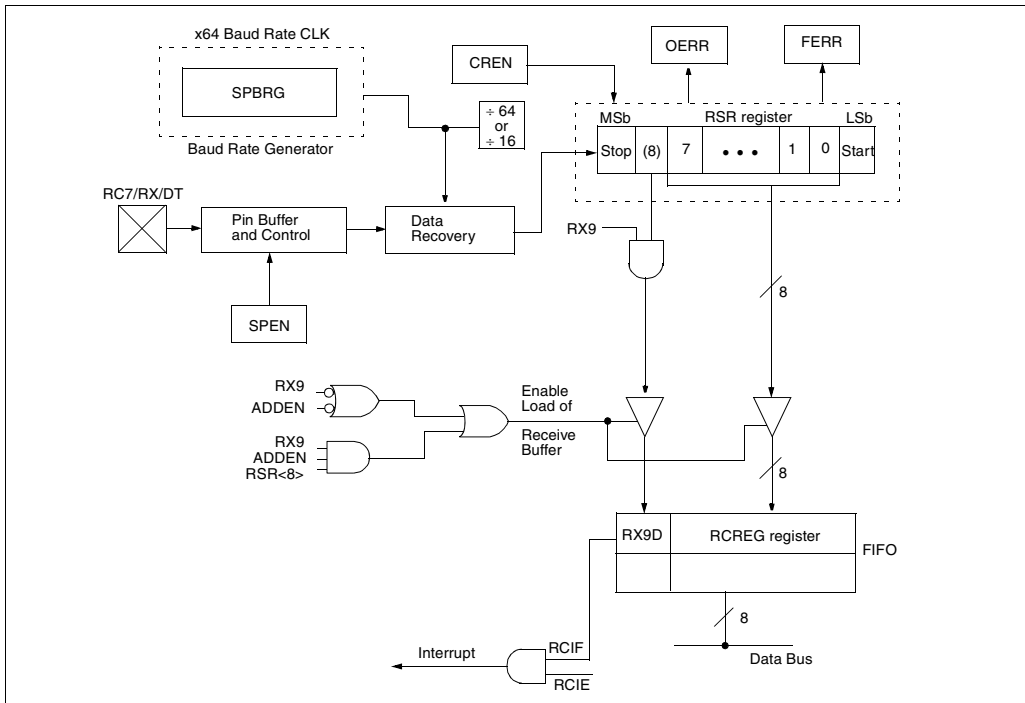 x64 Baud Rate CLK
SPBRG
Baud Rate Generator
CREN
OERR
FERR
÷ 64
or
÷ 16
MSb
RSR register
LSb
Stop
(8)
7
• • •
1
0
Start
RC7/RX/DT
Pin Buffer
and Control
Data
Recovery
SPEN
RX9
8
RX9
ADDEN
RX9
ADDEN
RSR<8>
Enable
Load of
Receive
Buffer
8
RX9D
RCREG register
FIFO
8
Data Bus
Interrupt
RCIF
RCIE